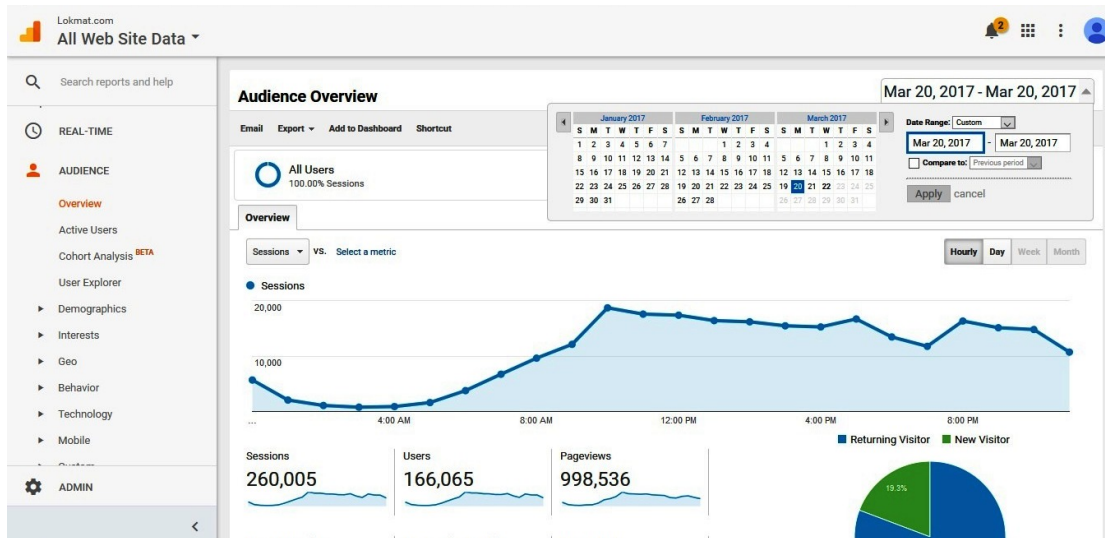 Lokmat.com
All Web Site Data
2
Search reports and help
REAL-TIME
AUDIENCE
Overview
Active Users
Cohort Analysis BETA
User Explorer
Demographics
Interests
Geo
Behavior
Technology
Mobile
Custom
ADMIN
Audience Overview
Mar 20, 2017 - Mar 20, 2017
Email Export Add to Dashboard Shortcut
January 2017 February 2017 March 2017
S M T W T F S S M T W T F S S M T W T F S
1 2 3 4 5 6 7 1 2 3 4 1 2 3 4
8 9 10 11 12 13 14 5 6 7 8 9 10 11 5 6 7 8 9 10 11
15 16 17 18 19 20 21 12 13 14 15 16 17 18 12 13 14 15 16 17 18
22 23 24 25 26 27 28 19 20 21 22 23 24 25 19 20 21 22 23 24 25
29 30 31 26 27 28 26 27 28 29 30 31
Date Range: Custom
Mar 20, 2017 - Mar 20, 2017
Compare to: Previous period
Apply cancel
All Users
100.00% Sessions
Overview
Sessions VS. Select a metric
Hourly Day Week Month
Sessions
20,000
10,000
... 4:00 AM 8:00 AM 12:00 PM 4:00 PM 8:00 PM
Returning Visitor New Visitor
Sessions Users Pageviews
260,005 166,065 998,536
19.3%